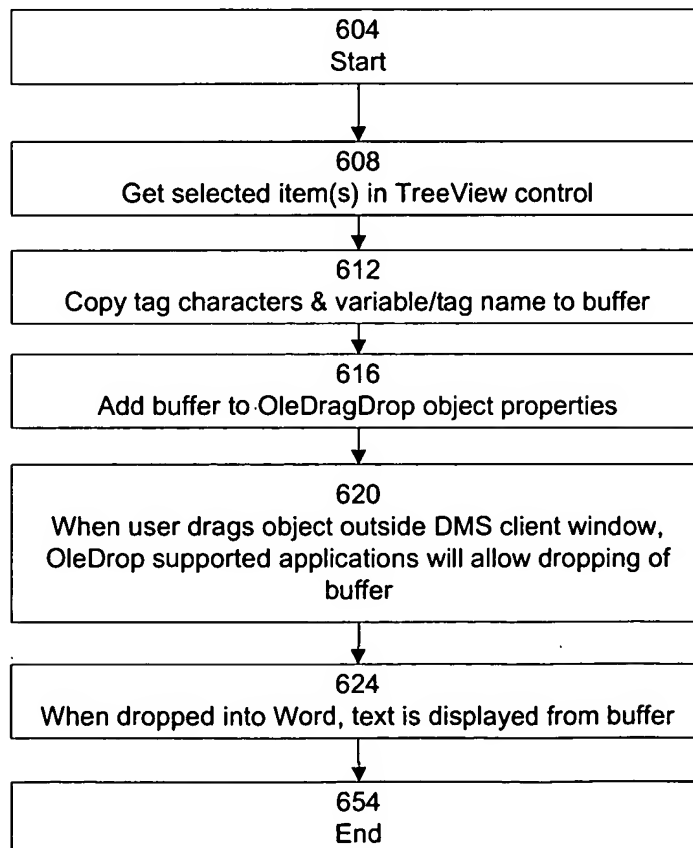 604
Start
608
Get selected item(s) in TreeView control
612
Copy tag characters & variable/tag name to buffer
616
Add buffer to OleDragDrop object properties
620
When user drags object outside DMS client window,
OleDrop supported applications will allow dropping of
buffer
624
When dropped into Word, text is displayed from buffer
654
End